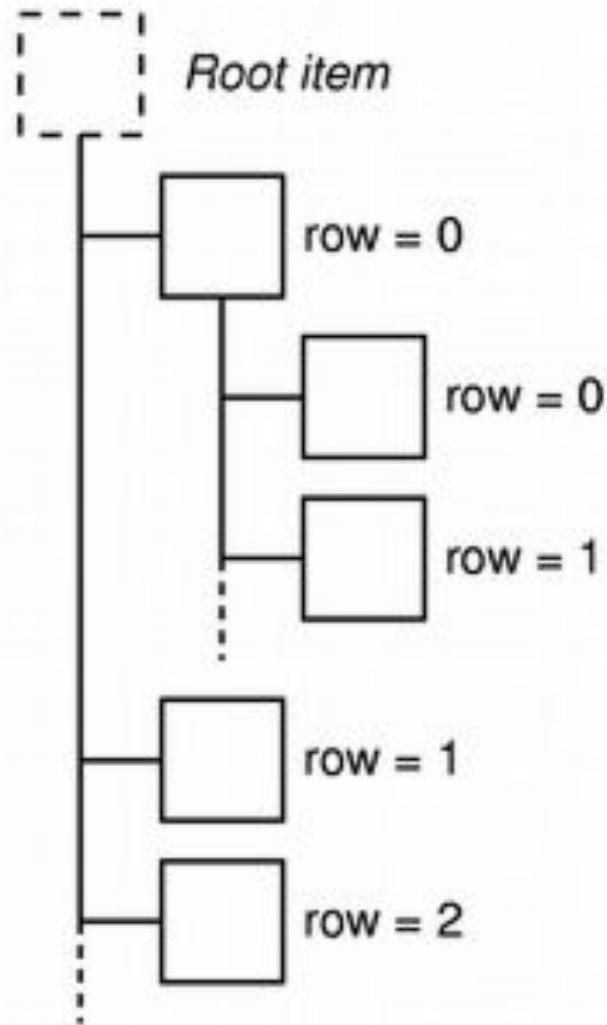 Root item
row = 0
row = 0
row = 1
row = 1
row = 2